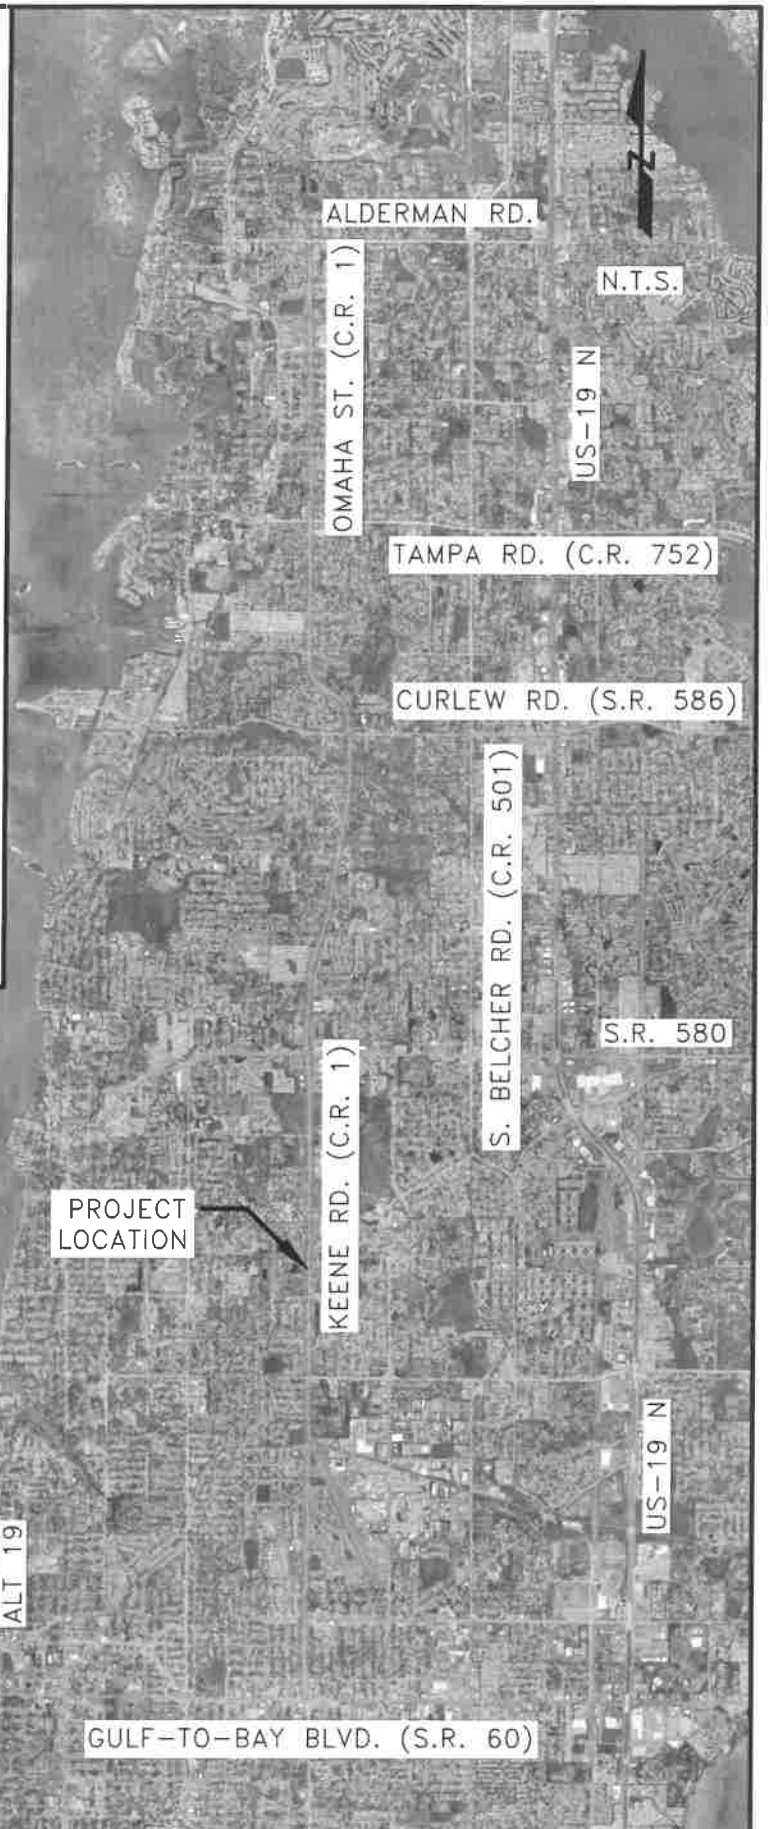 ALDERMAN RD.
Z
N.T.S.
OMAHA ST. (C.R. 1)
US-19 N
TAMPA RD. (C.R. 752)
CURLEW RD. (S.R. 586)
S. BELCHER RD. (C.R. 501)
S.R. 580
KEENE RD. (C.R. 1)
PROJECT
LOCATION
US-19 N
ALT 19
GULF-TO-BAY BLVD. (S.R. 60)